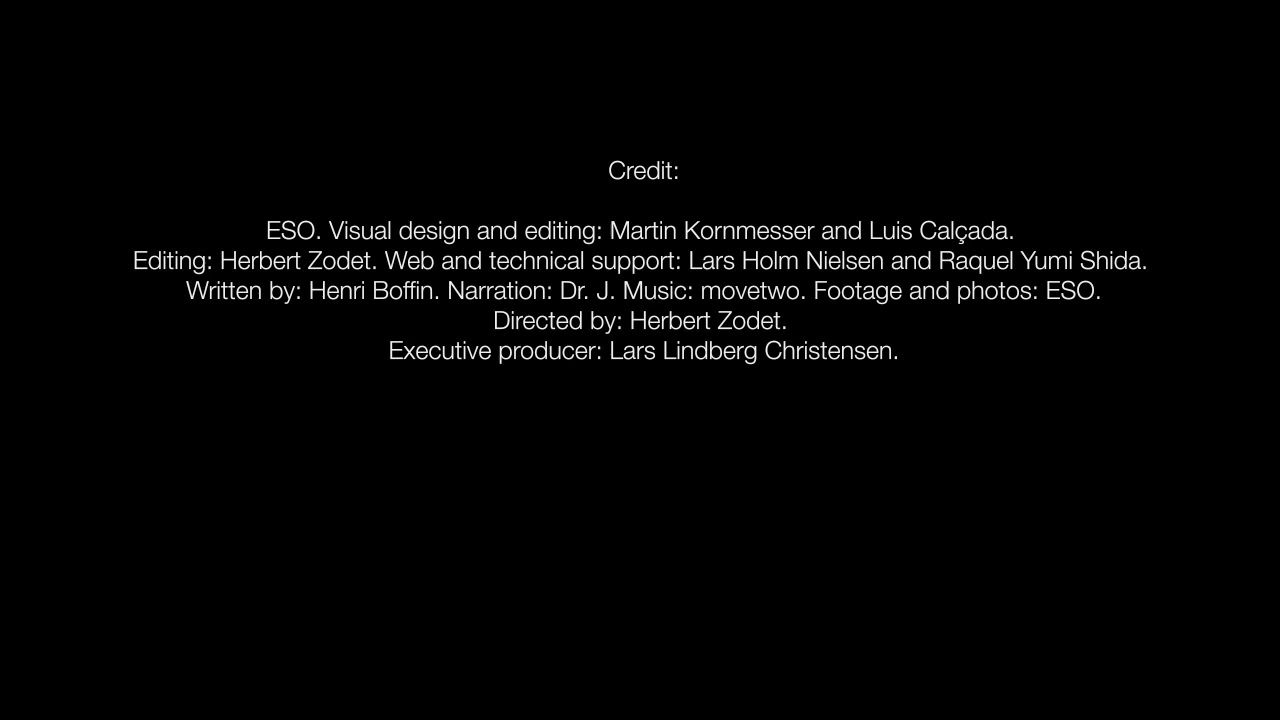 Credit:
ESO. Visual design and editing: Martin Kornmesser and Luis Calçada.
Editing: Herbert Zodet. Web and technical support: Lars Holm Nielsen and Raquel Yumi Shida.
Written by: Henri Boffin. Narration: Dr. J. Music: movetwo. Footage and photos: ESO.
Directed by: Herbert Zodet.
Executive producer: Lars Lindberg Christensen.